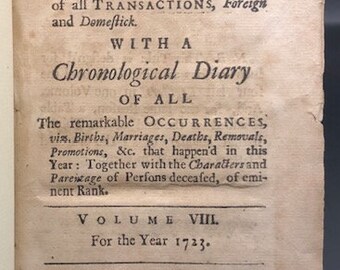 of all TRANSACTIONS, Foreign
and Domestick.
WITH A
Chronological Diary
OF ALL
The remarkable OCCURRENCES,
viz. Births, Marriages, Deaths, Removals,
Promotions, &c. that happen'd in this
Year: Together with the Characters and
Parentage of Persons deceased, of emi-
nent Rank.
VOLUME VIII.
For the Year 1723.